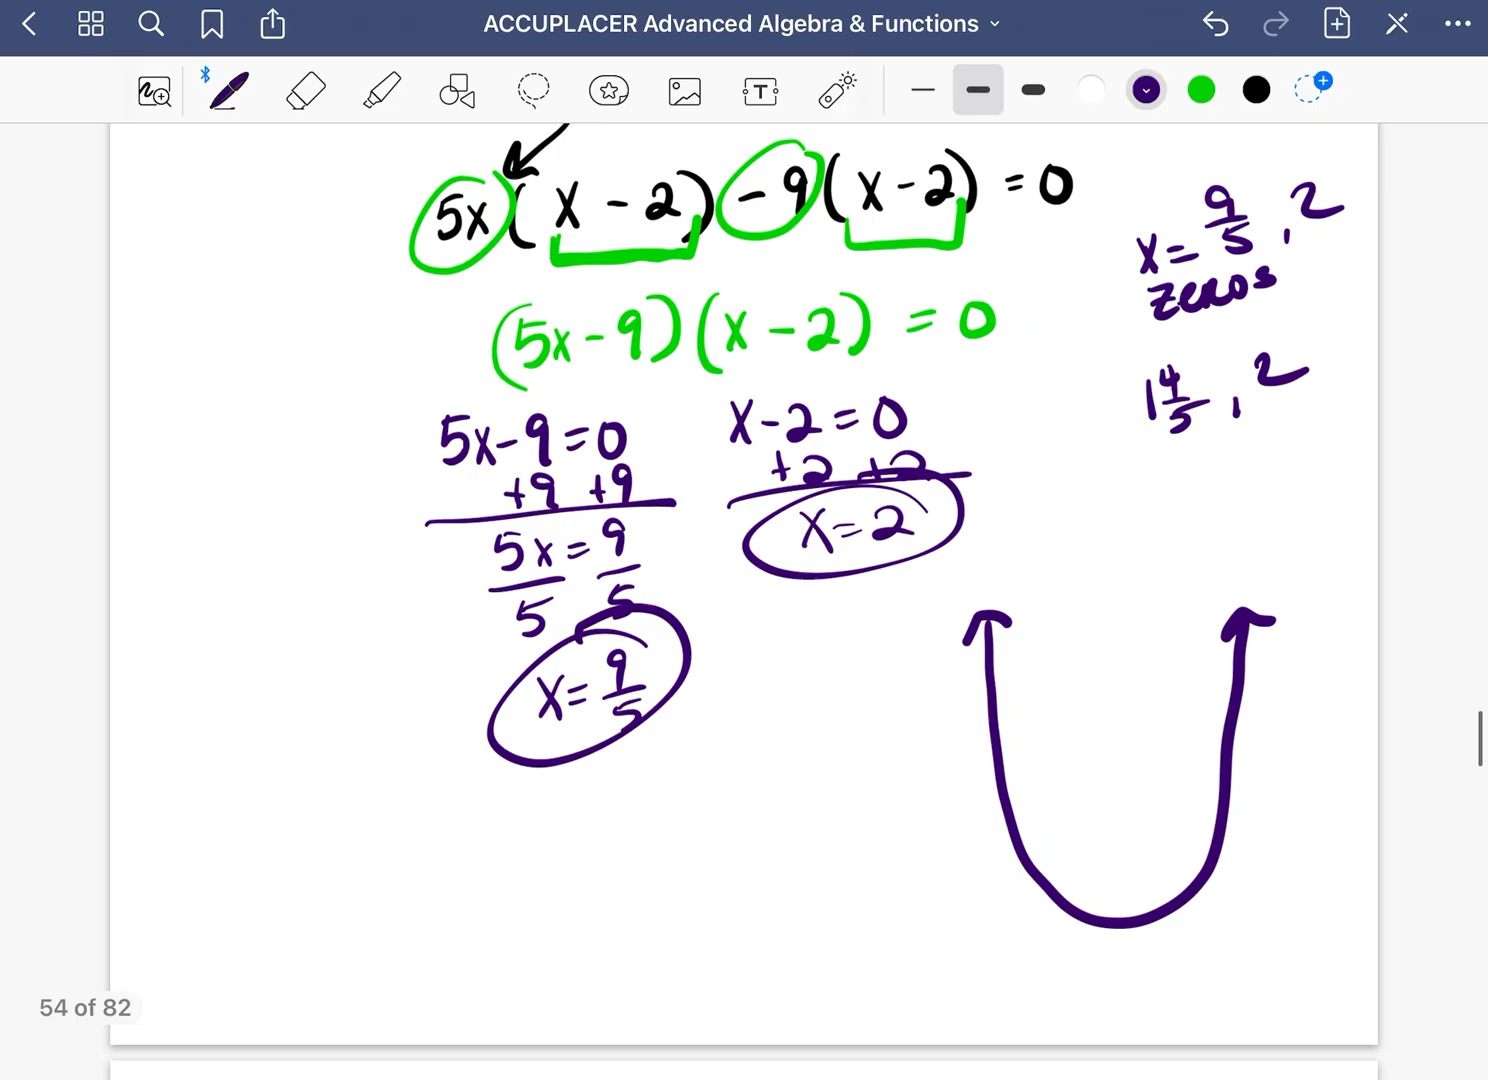 ACCUPLACER Advanced Algebra & Functions
T
5x(x-2)-9(x-2)=0
(5x-9)(x-2)=0
x=9/5, 2
zeros
1 4/5, 2
5x-9=0
+9 +9
5x=9
5 5
x=9/5
x-2=0
+2 +2
x=2
54 of 82